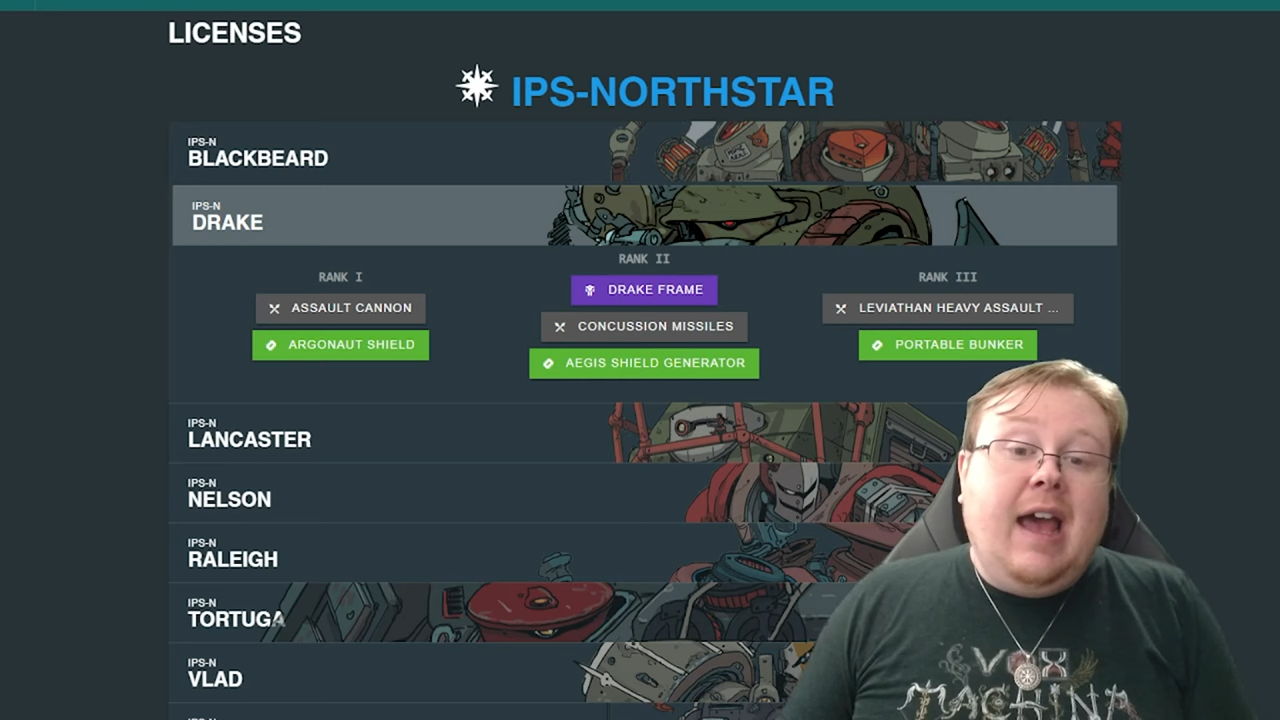 LICENSES
IPS-NORTHSTAR
IPS-N
BLACKBEARD
IPS-N
DRAKE
RANK I
ASSAULT CANNON
ARGONAUT SHIELD
RANK II
DRAKE FRAME
CONCUSSION MISSILES
AEGIS SHIELD GENERATOR
RANK III
LEVIATHAN HEAVY ASSAULT ...
PORTABLE BUNKER
IPS-N
LANCASTER
IPS-N
NELSON
IPS-N
RALEIGH
IPS-N
TORTUGA
IPS-N
VLAD
VOX
MACHINA